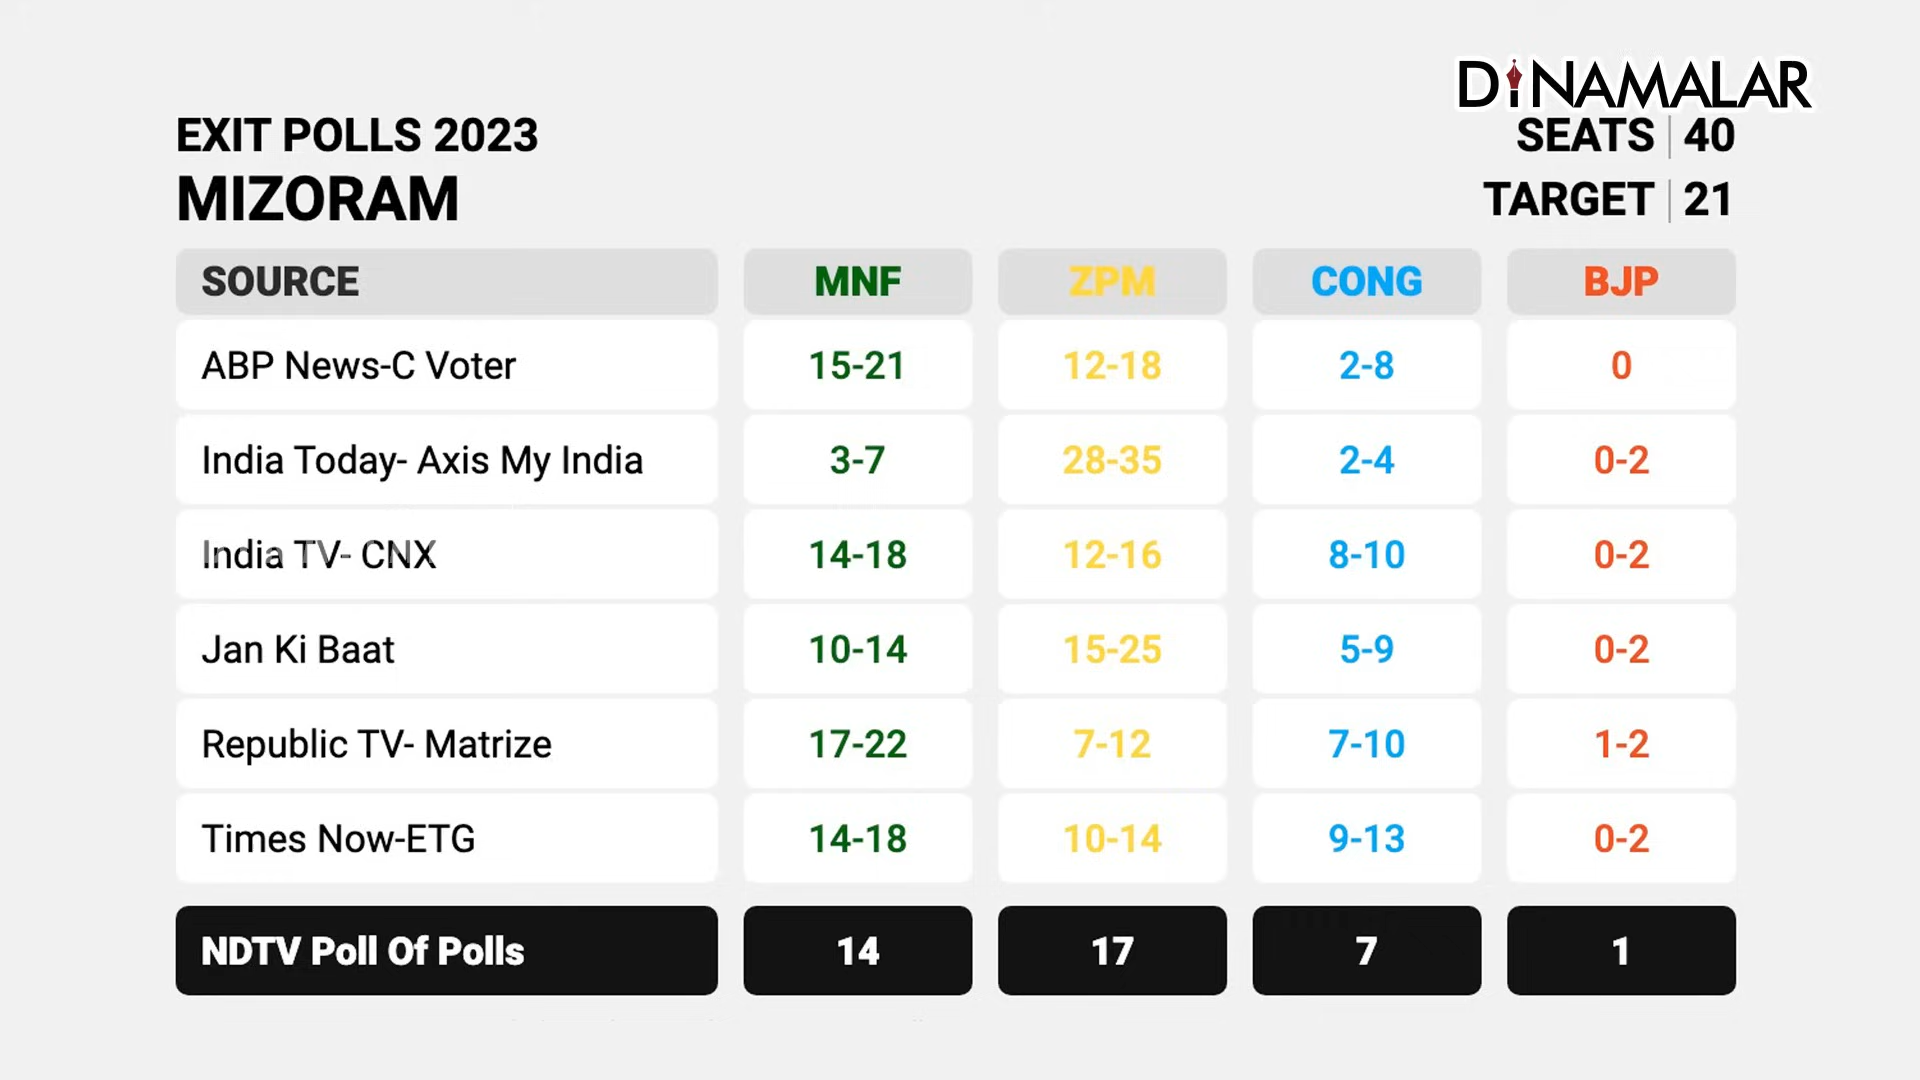 DINAMALAR
EXIT POLLS 2023
SEATS | 40
MIZORAM
TARGET | 21
SOURCE MNF ZPM CONG BJP
ABP News-C Voter 15-21 12-18 2-8 0
India Today- Axis My India 3-7 28-35 2-4 0-2
India TV- CNX 14-18 12-16 8-10 0-2
Jan Ki Baat 10-14 15-25 5-9 0-2
Republic TV- Matrize 17-22 7-12 7-10 1-2
Times Now-ETG 14-18 10-14 9-13 0-2
NDTV Poll Of Polls 14 17 7 1